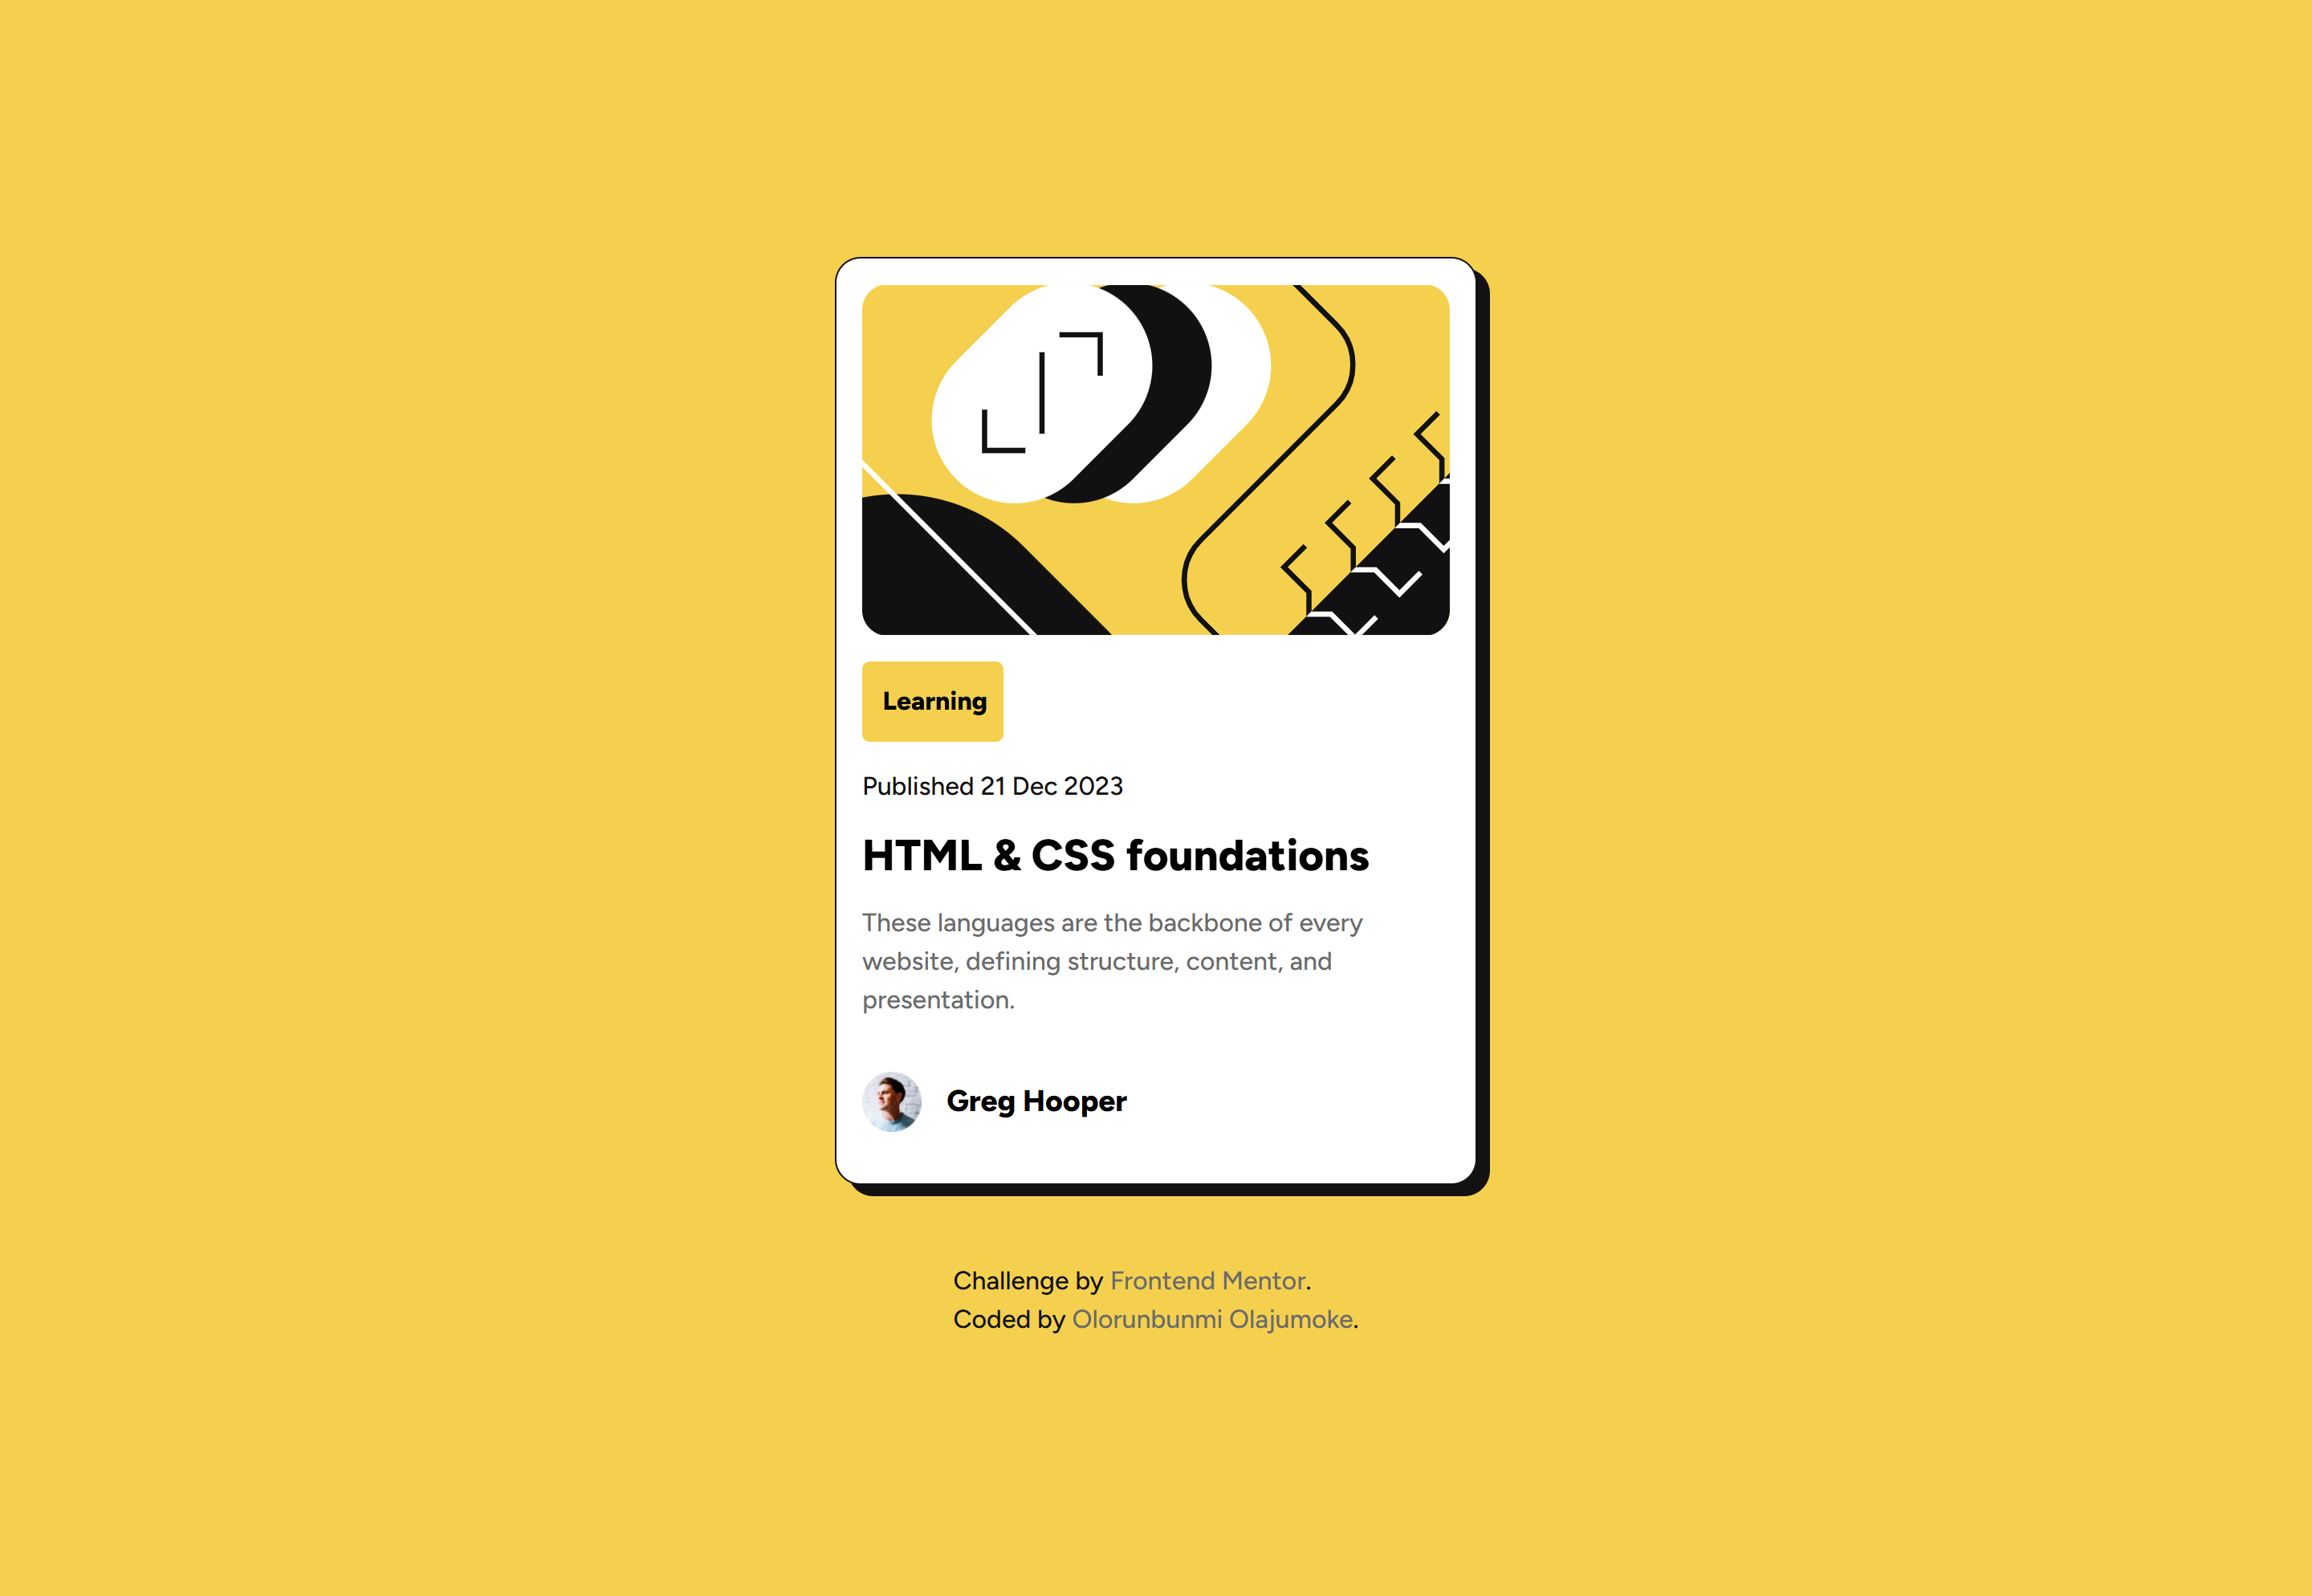 Learning
Published 21 Dec 2023
HTML & CSS foundations
These languages are the backbone of every
website, defining structure, content, and
presentation.
Greg Hooper
Challenge by Frontend Mentor.
Coded by Olorunbunmi Olajumoke.